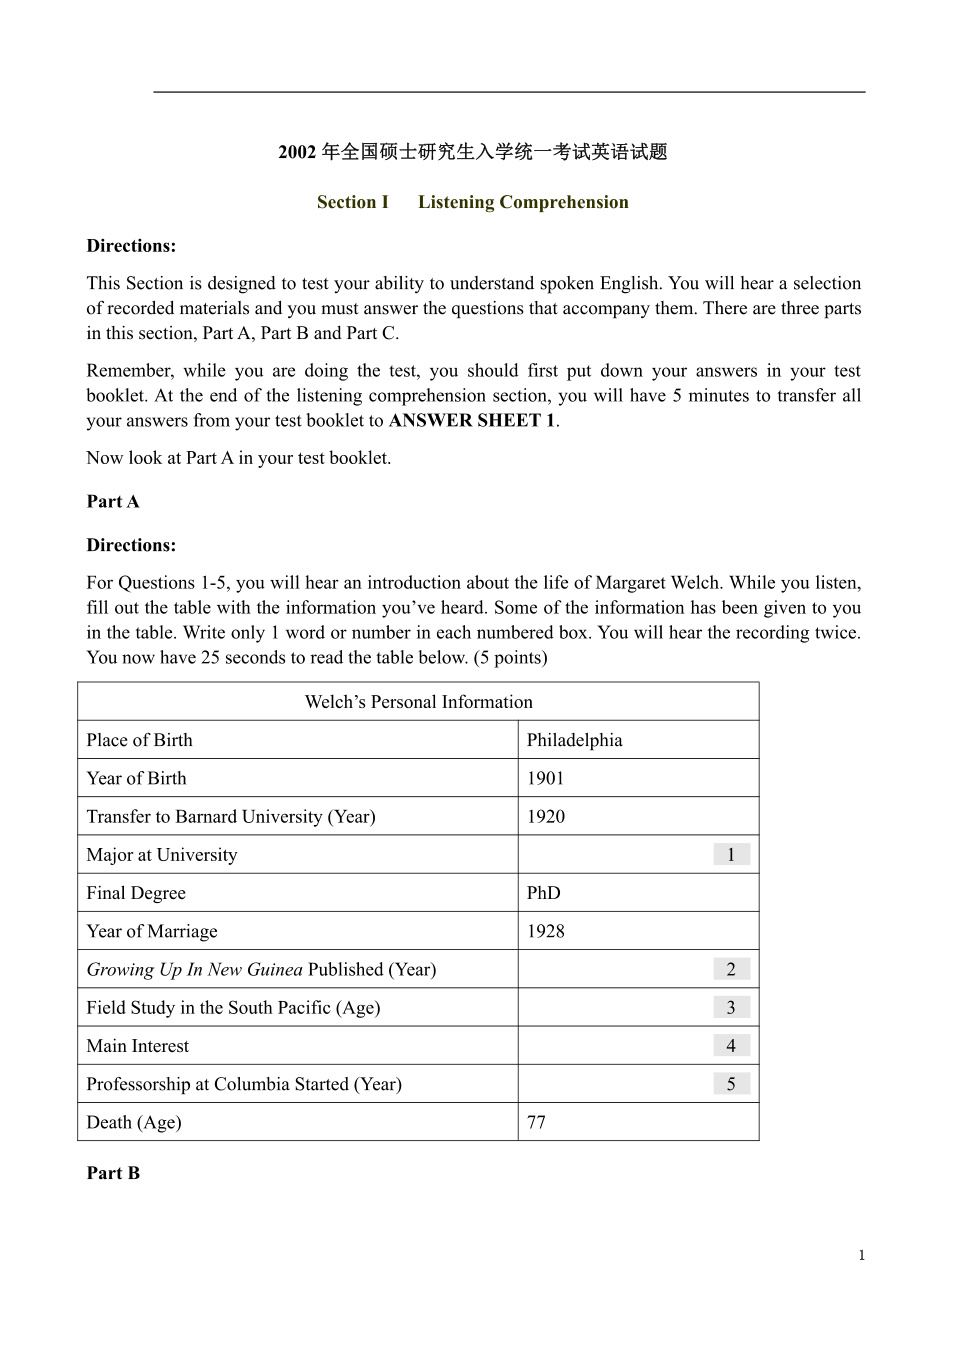 2002 年全国硕士研究生入学统一考试英语试题
Section I Listening Comprehension
Directions:
This Section is designed to test your ability to understand spoken English. You will hear a selection
of recorded materials and you must answer the questions that accompany them. There are three parts
in this section, Part A, Part B and Part C.
Remember, while you are doing the test, you should first put down your answers in your test
booklet. At the end of the listening comprehension section, you will have 5 minutes to transfer all
your answers from your test booklet to ANSWER SHEET 1.
Now look at Part A in your test booklet.
Part A
Directions:
For Questions 1-5, you will hear an introduction about the life of Margaret Welch. While you listen,
fill out the table with the information you’ve heard. Some of the information has been given to you
in the table. Write only 1 word or number in each numbered box. You will hear the recording twice.
You now have 25 seconds to read the table below. (5 points)
Welch’s Personal Information
Place of Birth Philadelphia
Year of Birth 1901
Transfer to Barnard University (Year) 1920
Major at University 1
Final Degree PhD
Year of Marriage 1928
Growing Up In New Guinea Published (Year) 2
Field Study in the South Pacific (Age) 3
Main Interest 4
Professorship at Columbia Started (Year) 5
Death (Age) 77
Part B
1